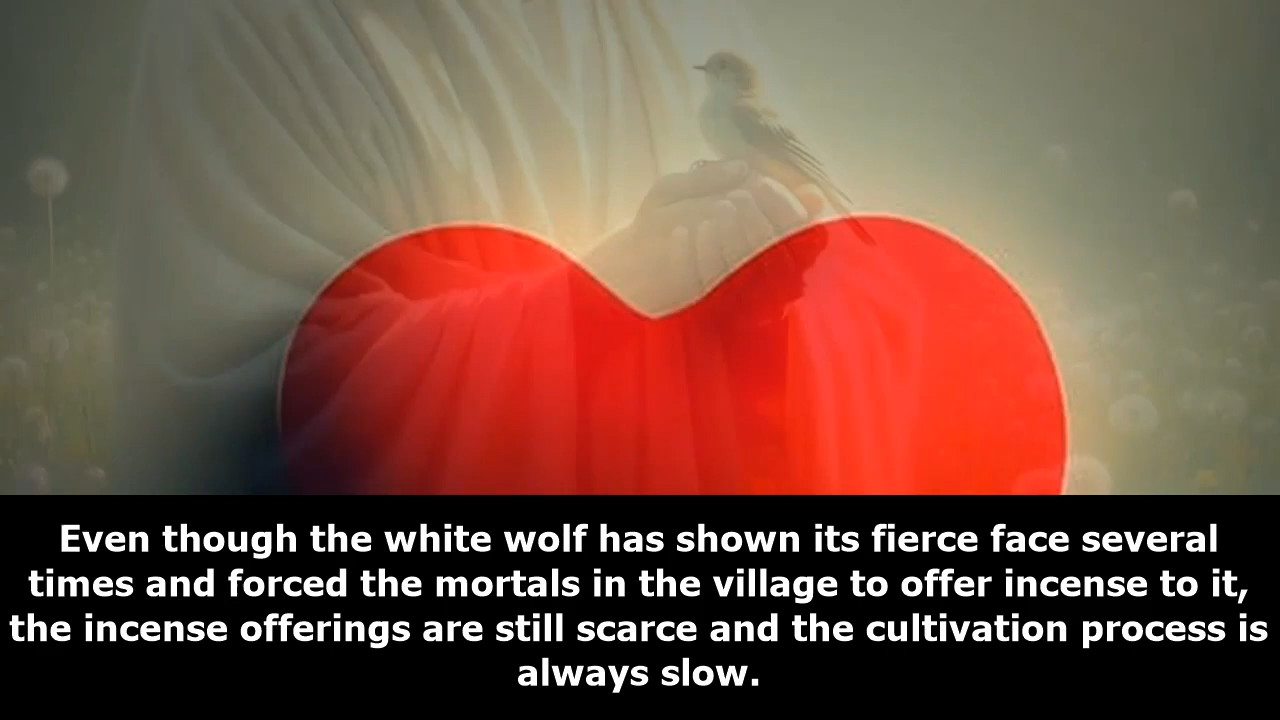 Even though the white wolf has shown its fierce face several
times and forced the mortals in the village to offer incense to it,
the incense offerings are still scarce and the cultivation process is
always slow.